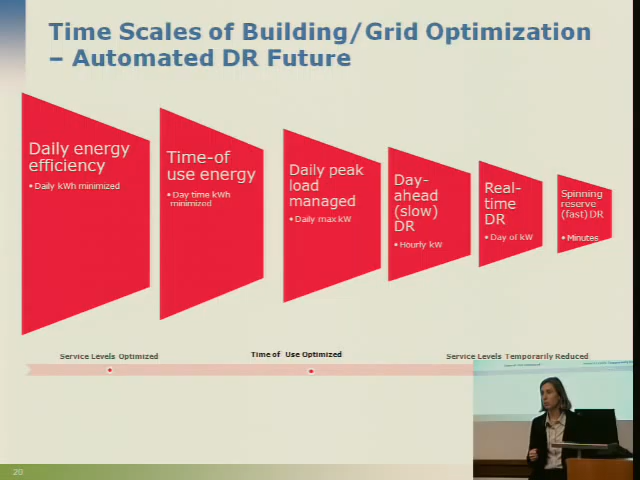 Time Scales of Building/Grid Optimization
– Automated DR Future
Daily energy
efficiency
• Daily kWh minimized
Time-of
use energy
• Day time kWh
minimized
Daily peak
load
managed
• Daily max kW
Day-
ahead
(slow)
DR
• Hourly kW
Real-
time
DR
• Day of kW
Spinning
reserve
(fast) DR
• Minutes
Service Levels Optimized
Time of Use Optimized
Service Levels Temporarily Reduced
20